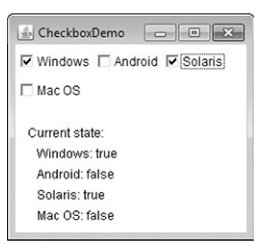 CheckboxDemo
Windows Android Solaris
Mac OS
Current state:
Windows: true
Android: false
Solaris: true
Mac OS: false